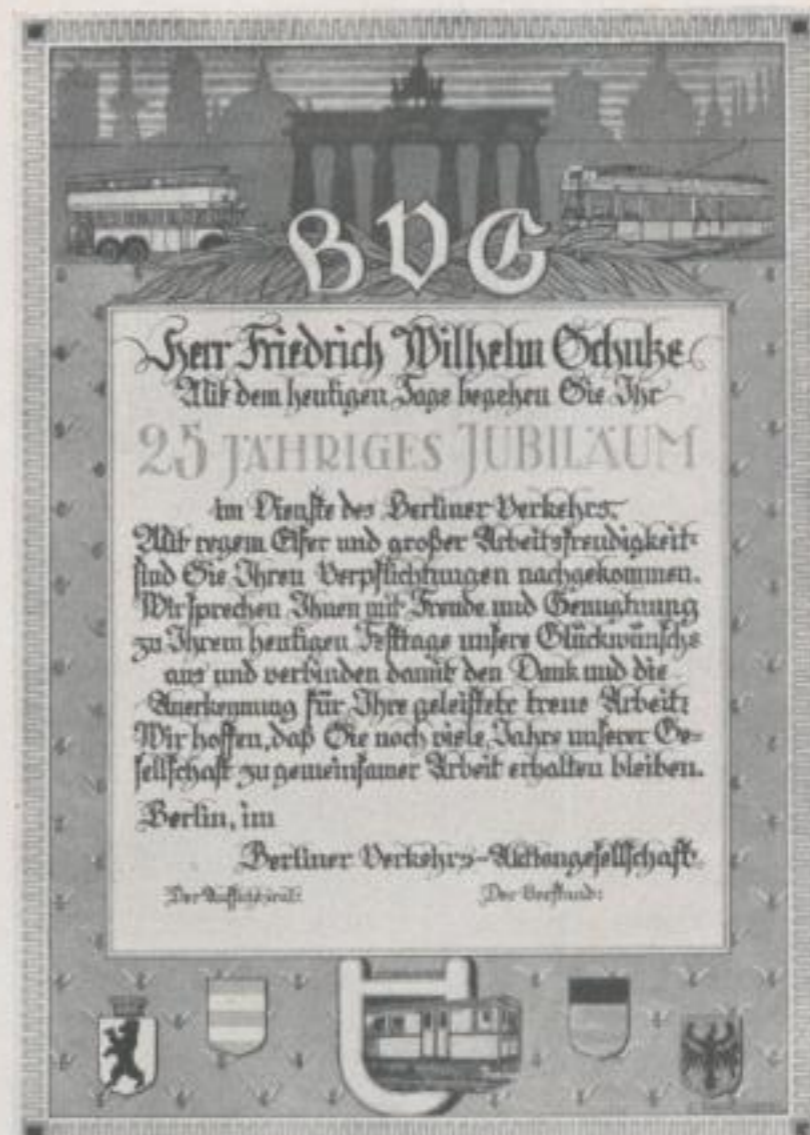 BVG
Herr Friedrich Wilhelm Schulze
Mit dem heutigen Tage begehen Sie Ihr
25 JÄHRIGES JUBILÄUM
im Dienste des Berliner Verkehrs.
Mit regem Eifer und großer Arbeitsfreudigkeit
sind Sie Ihren Verpflichtungen nachgekommen.
Wir sprechen Ihnen mit Freude und Genugtuung
zu Ihrem heutigen Festtage unsere Glückwünsche
aus und verbinden damit den Dank und die
Anerkennung für Ihre geleistete treue Arbeit.
Wir hoffen, daß Sie noch viele Jahre unserer Ge=
sellschaft zu gemeinsamer Arbeit erhalten bleiben.
Berlin, im
Berliner Verkehrs-Aktiengesellschaft.
Der Aufsichtsrat:
Der Vorstand: